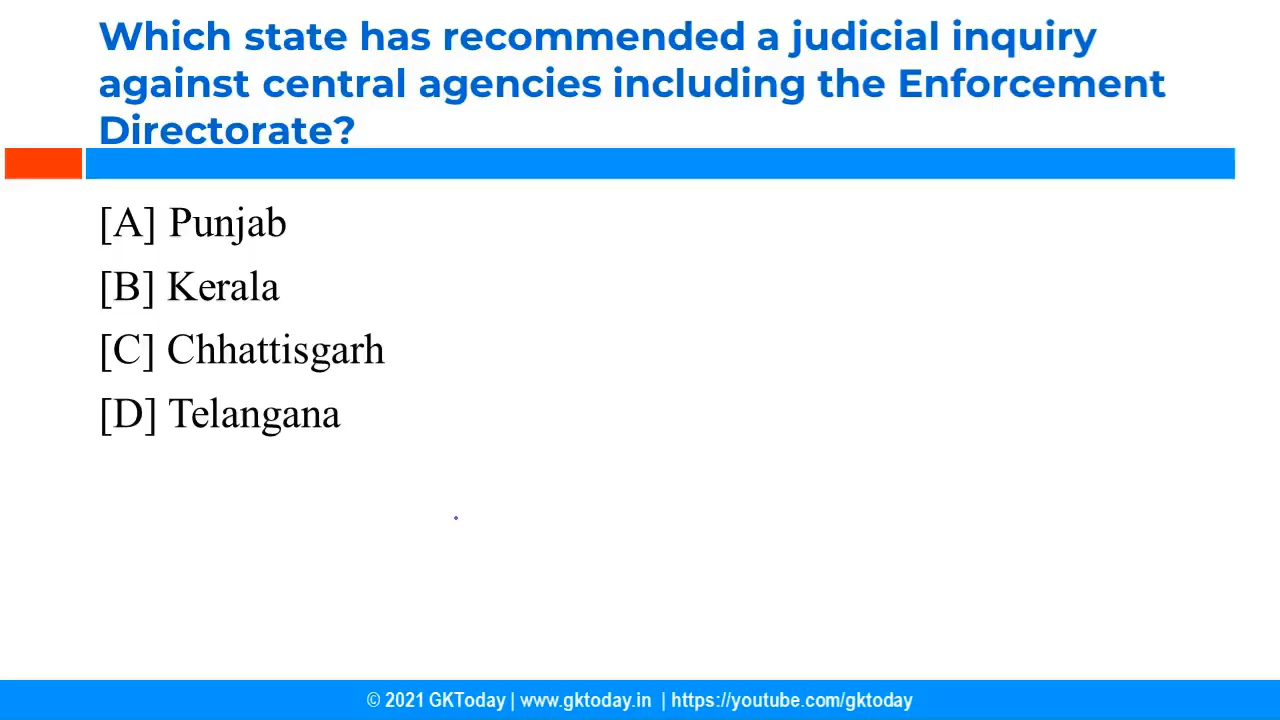 Which state has recommended a judicial inquiry
against central agencies including the Enforcement
Directorate?
[A] Punjab
[B] Kerala
[C] Chhattisgarh
[D] Telangana
© 2021 GKToday | www.gktoday.in | https://youtube.com/gktoday